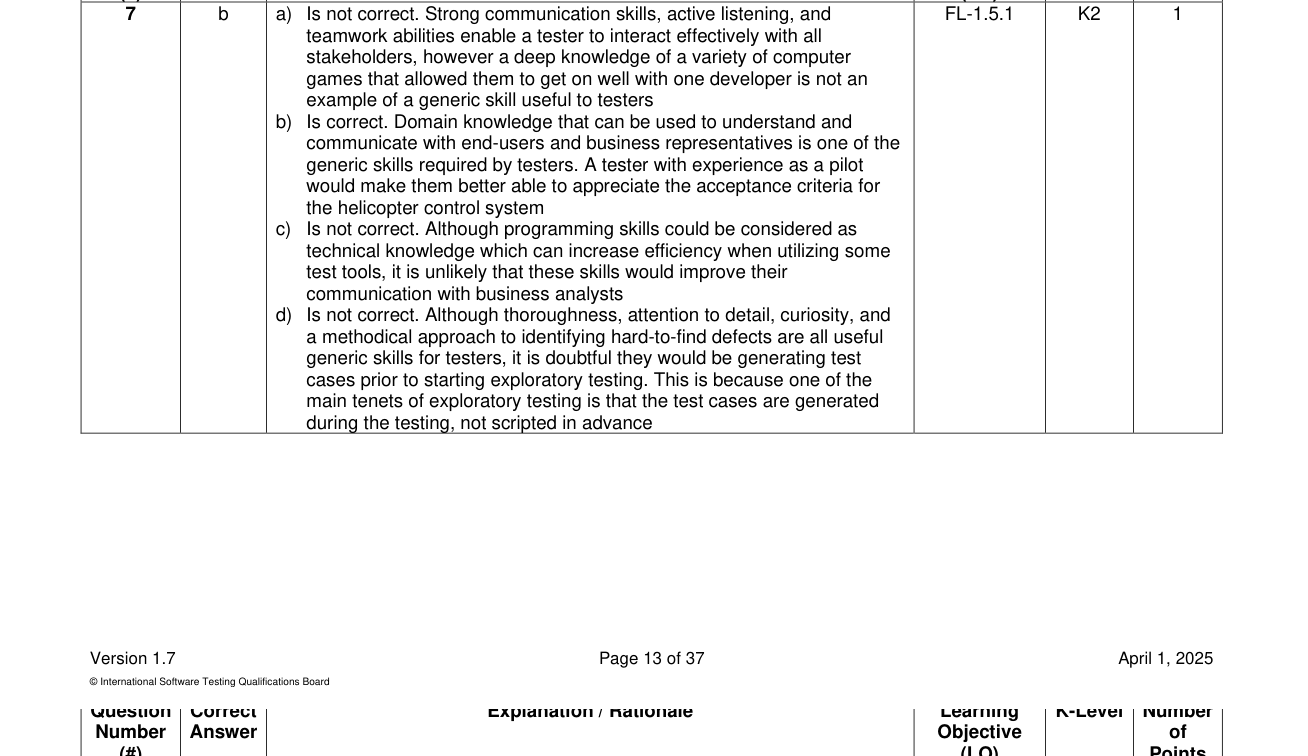 7 b a) Is not correct. Strong communication skills, active listening, and FL-1.5.1 K2 1
teamwork abilities enable a tester to interact effectively with all
stakeholders, however a deep knowledge of a variety of computer
games that allowed them to get on well with one developer is not an
example of a generic skill useful to testers
b) Is correct. Domain knowledge that can be used to understand and
communicate with end-users and business representatives is one of the
generic skills required by testers. A tester with experience as a pilot
would make them better able to appreciate the acceptance criteria for
the helicopter control system
c) Is not correct. Although programming skills could be considered as
technical knowledge which can increase efficiency when utilizing some
test tools, it is unlikely that these skills would improve their
communication with business analysts
d) Is not correct. Although thoroughness, attention to detail, curiosity, and
a methodical approach to identifying hard-to-find defects are all useful
generic skills for testers, it is doubtful they would be generating test
cases prior to starting exploratory testing. This is because one of the
main tenets of exploratory testing is that the test cases are generated
during the testing, not scripted in advance
Version 1.7 Page 13 of 37 April 1, 2025
© International Software Testing Qualifications Board
Question Correct Explanation / Rationale Learning K-Level Number
Number Answer Objective of
(#) (LO) Points